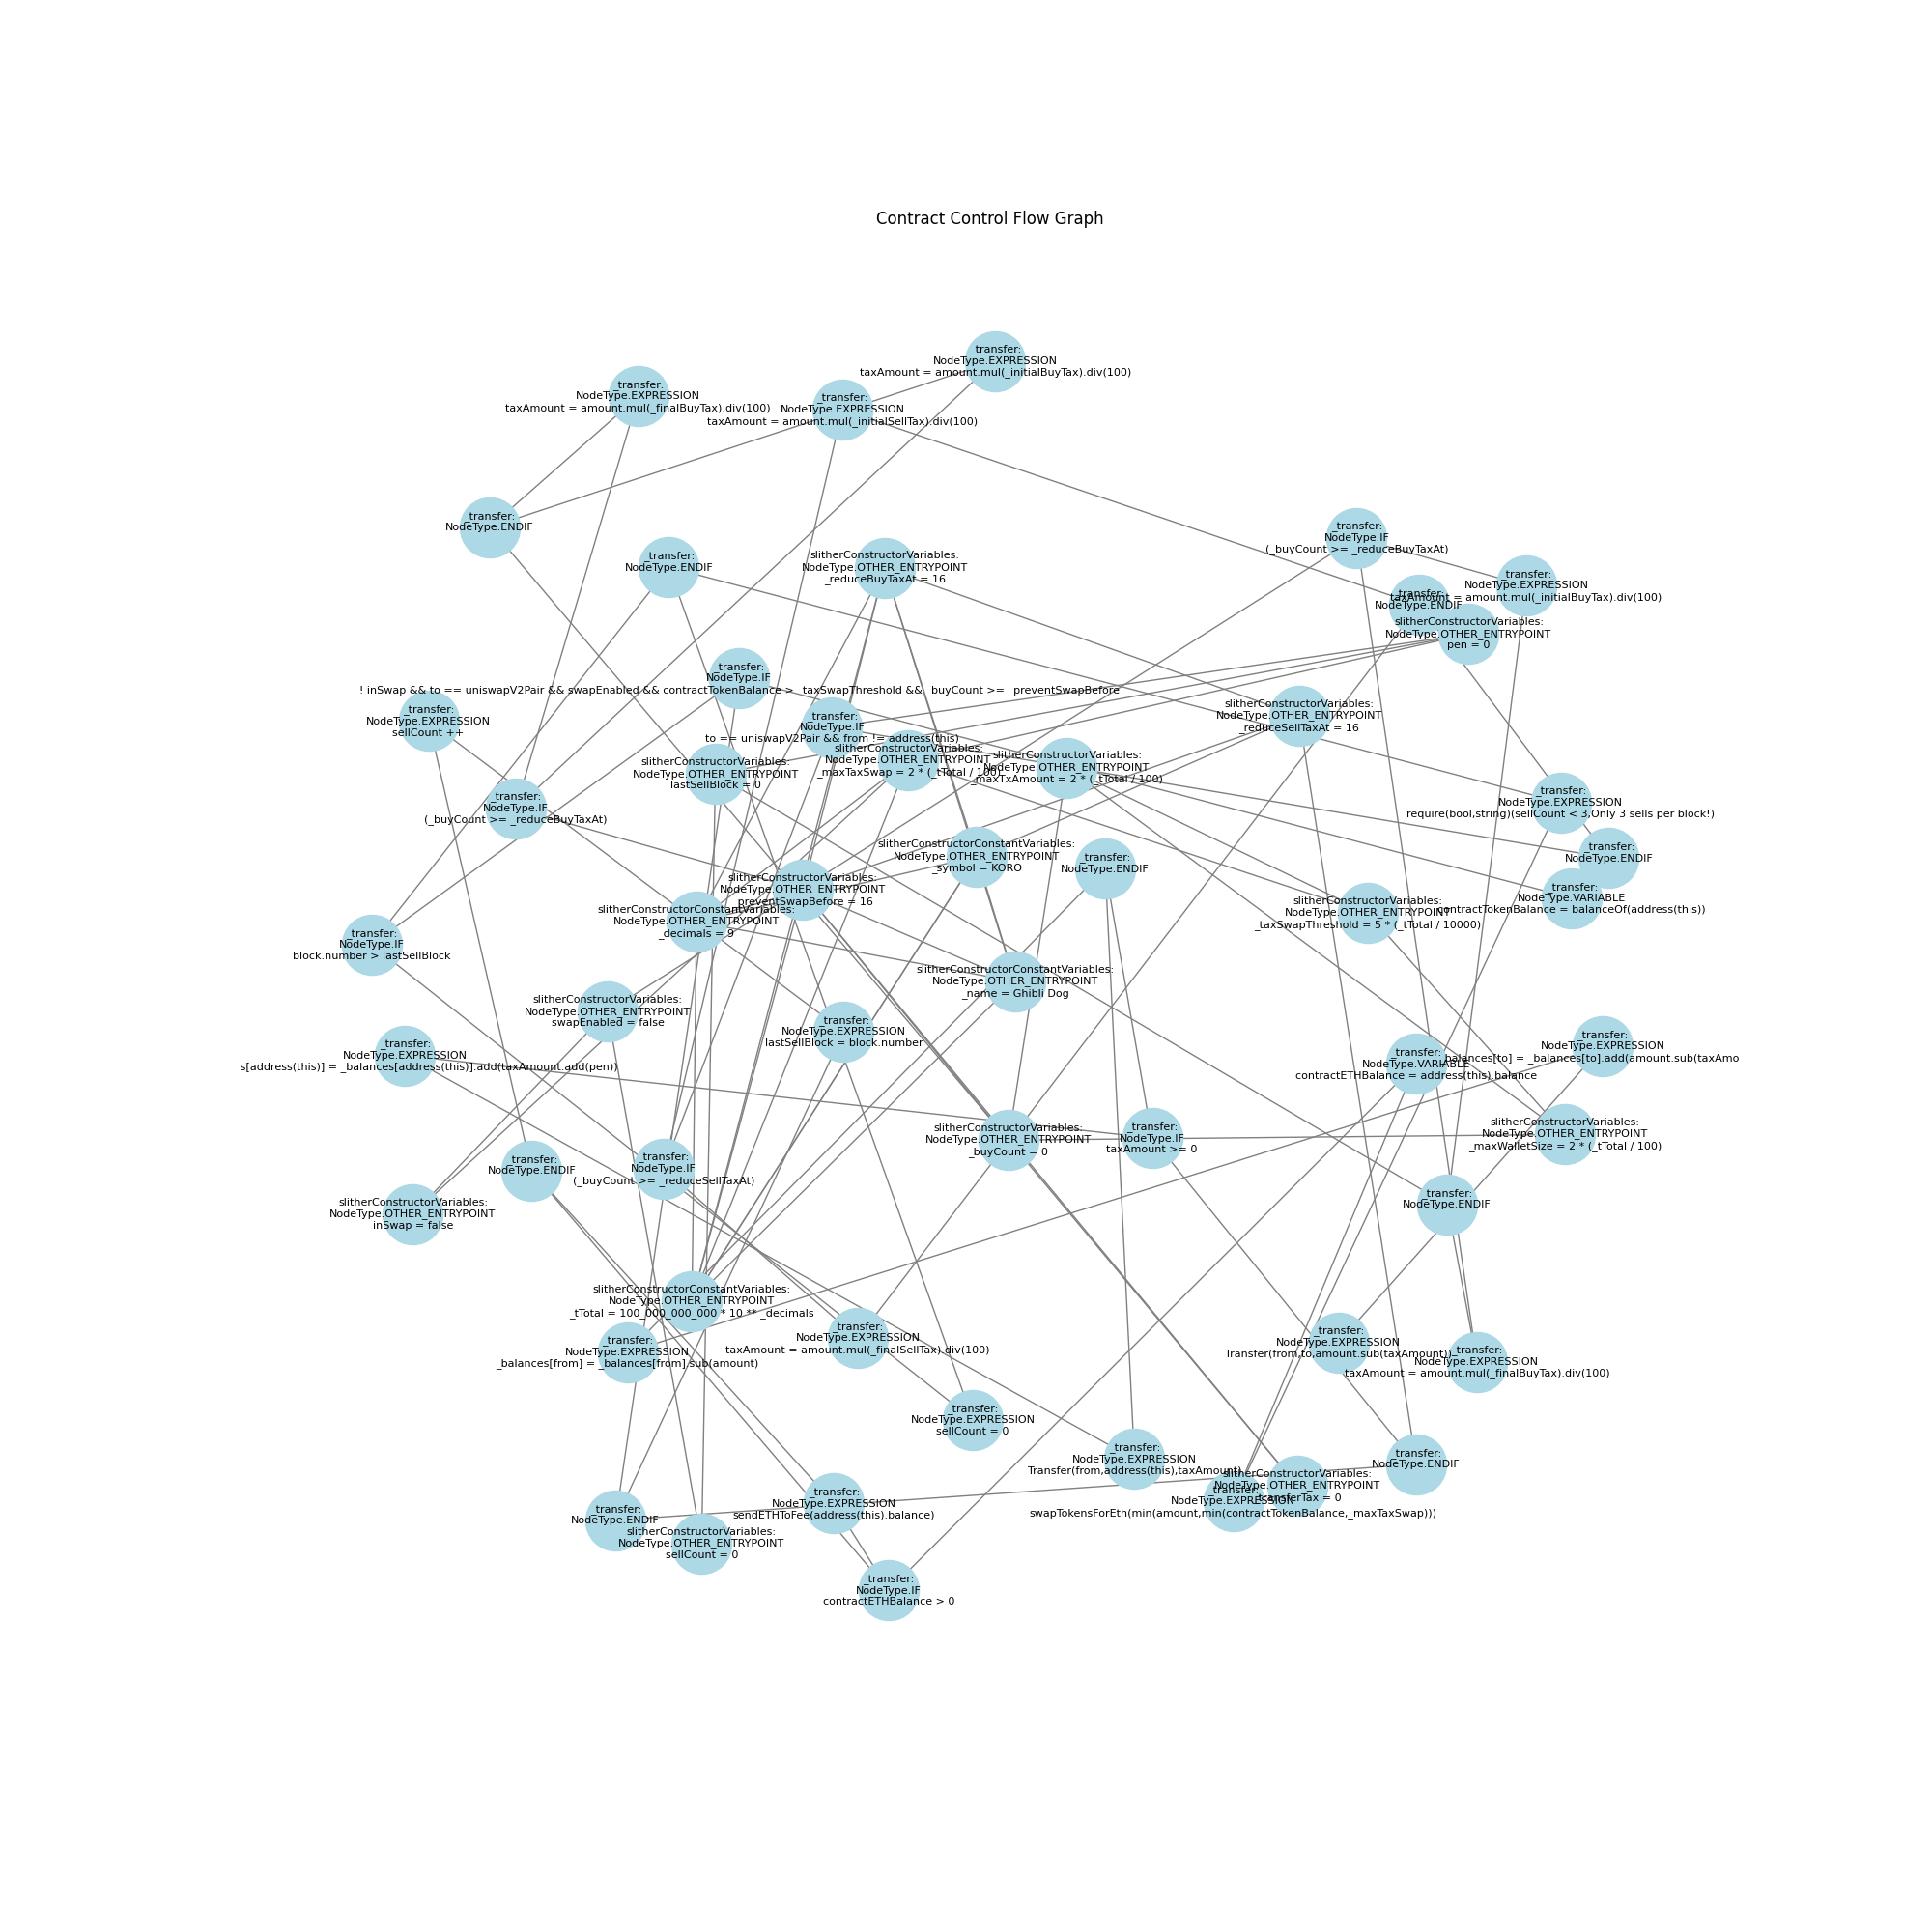 Contract Control Flow Graph
_transfer:
NodeType.EXPRESSION
taxAmount = amount.mul(_initialBuyTax).div(100)
_transfer:
NodeType.EXPRESSION
taxAmount = amount.mul(_finalBuyTax).div(100)
_transfer:
NodeType.EXPRESSION
taxAmount = amount.mul(_initialSellTax).div(100)
_transfer:
NodeType.ENDIF
_transfer:
NodeType.IF
(_buyCount >= _reduceBuyTaxAt)
_transfer:
NodeType.ENDIF
slitherConstructorVariables:
NodeType.OTHER_ENTRYPOINT
_reduceBuyTaxAt = 16
_transfer:
NodeType.EXPRESSION
taxAmount = amount.mul(_initialBuyTax).div(100)
_transfer:
NodeType.ENDIF
slitherConstructorVariables:
NodeType.OTHER_ENTRYPOINT
pen = 0
_transfer:
NodeType.IF
! inSwap && to == uniswapV2Pair && swapEnabled && contractTokenBalance > _taxSwapThreshold && _buyCount >= _preventSwapBefore
_transfer:
NodeType.EXPRESSION
sellCount ++
_transfer:
NodeType.IF
to == uniswapV2Pair && from != address(this)
slitherConstructorVariables:
NodeType.OTHER_ENTRYPOINT
_reduceSellTaxAt = 16
slitherConstructorVariables:
NodeType.OTHER_ENTRYPOINT
_maxTaxSwap = 2 * (_tTotal / 100)
slitherConstructorVariables:
NodeType.OTHER_ENTRYPOINT
_maxTxAmount = 2 * (_tTotal / 100)
slitherConstructorVariables:
NodeType.OTHER_ENTRYPOINT
lastSellBlock = 0
_transfer:
NodeType.IF
(_buyCount >= _reduceBuyTaxAt)
_transfer:
NodeType.EXPRESSION
require(bool,string)(sellCount < 3,Only 3 sells per block!)
_transfer:
NodeType.ENDIF
slitherConstructorConstantVariables:
NodeType.OTHER_ENTRYPOINT
_symbol = KORO
_transfer:
NodeType.ENDIF
slitherConstructorVariables:
NodeType.OTHER_ENTRYPOINT
_preventSwapBefore = 16
_transfer:
NodeType.VARIABLE
contractTokenBalance = balanceOf(address(this))
slitherConstructorVariables:
NodeType.OTHER_ENTRYPOINT
_taxSwapThreshold = 5 * (_tTotal / 10000)
slitherConstructorConstantVariables:
NodeType.OTHER_ENTRYPOINT
_decimals = 9
_transfer:
NodeType.IF
block.number > lastSellBlock
slitherConstructorConstantVariables:
NodeType.OTHER_ENTRYPOINT
_name = Ghibli Dog
slitherConstructorVariables:
NodeType.OTHER_ENTRYPOINT
swapEnabled = false
_transfer:
NodeType.EXPRESSION
lastSellBlock = block.number
_transfer:
NodeType.EXPRESSION
s[address(this)] = _balances[address(this)].add(taxAmount.add(pen))
_transfer:
NodeType.EXPRESSION
_balances[to] = _balances[to].add(amount.sub(taxAmo
_transfer:
NodeType.VARIABLE
contractETHBalance = address(this).balance
slitherConstructorVariables:
NodeType.OTHER_ENTRYPOINT
_maxWalletSize = 2 * (_tTotal / 100)
slitherConstructorVariables:
NodeType.OTHER_ENTRYPOINT
_buyCount = 0
_transfer:
NodeType.IF
taxAmount >= 0
_transfer:
NodeType.ENDIF
_transfer:
NodeType.IF
(_buyCount >= _reduceSellTaxAt)
_transfer:
NodeType.ENDIF
slitherConstructorVariables:
NodeType.OTHER_ENTRYPOINT
inSwap = false
slitherConstructorConstantVariables:
NodeType.OTHER_ENTRYPOINT
_tTotal = 100_000_000_000 * 10 ** _decimals
_transfer:
NodeType.EXPRESSION
_balances[from] = _balances[from].sub(amount)
_transfer:
NodeType.EXPRESSION
taxAmount = amount.mul(_finalSellTax).div(100)
_transfer:
NodeType.EXPRESSION
Transfer(from,to,amount.sub(taxAmount))
_transfer:
NodeType.EXPRESSION
taxAmount = amount.mul(_finalBuyTax).div(100)
_transfer:
NodeType.EXPRESSION
sellCount = 0
_transfer:
NodeType.EXPRESSION
Transfer(from,address(this),taxAmount)
_transfer:
NodeType.ENDIF
slitherConstructorVariables:
NodeType.OTHER_ENTRYPOINT
_transferTax = 0
_transfer:
NodeType.EXPRESSION
swapTokensForEth(min(amount,min(contractTokenBalance,_maxTaxSwap)))
_transfer:
NodeType.EXPRESSION
sendETHToFee(address(this).balance)
_transfer:
NodeType.ENDIF
slitherConstructorVariables:
NodeType.OTHER_ENTRYPOINT
sellCount = 0
_transfer:
NodeType.IF
contractETHBalance > 0